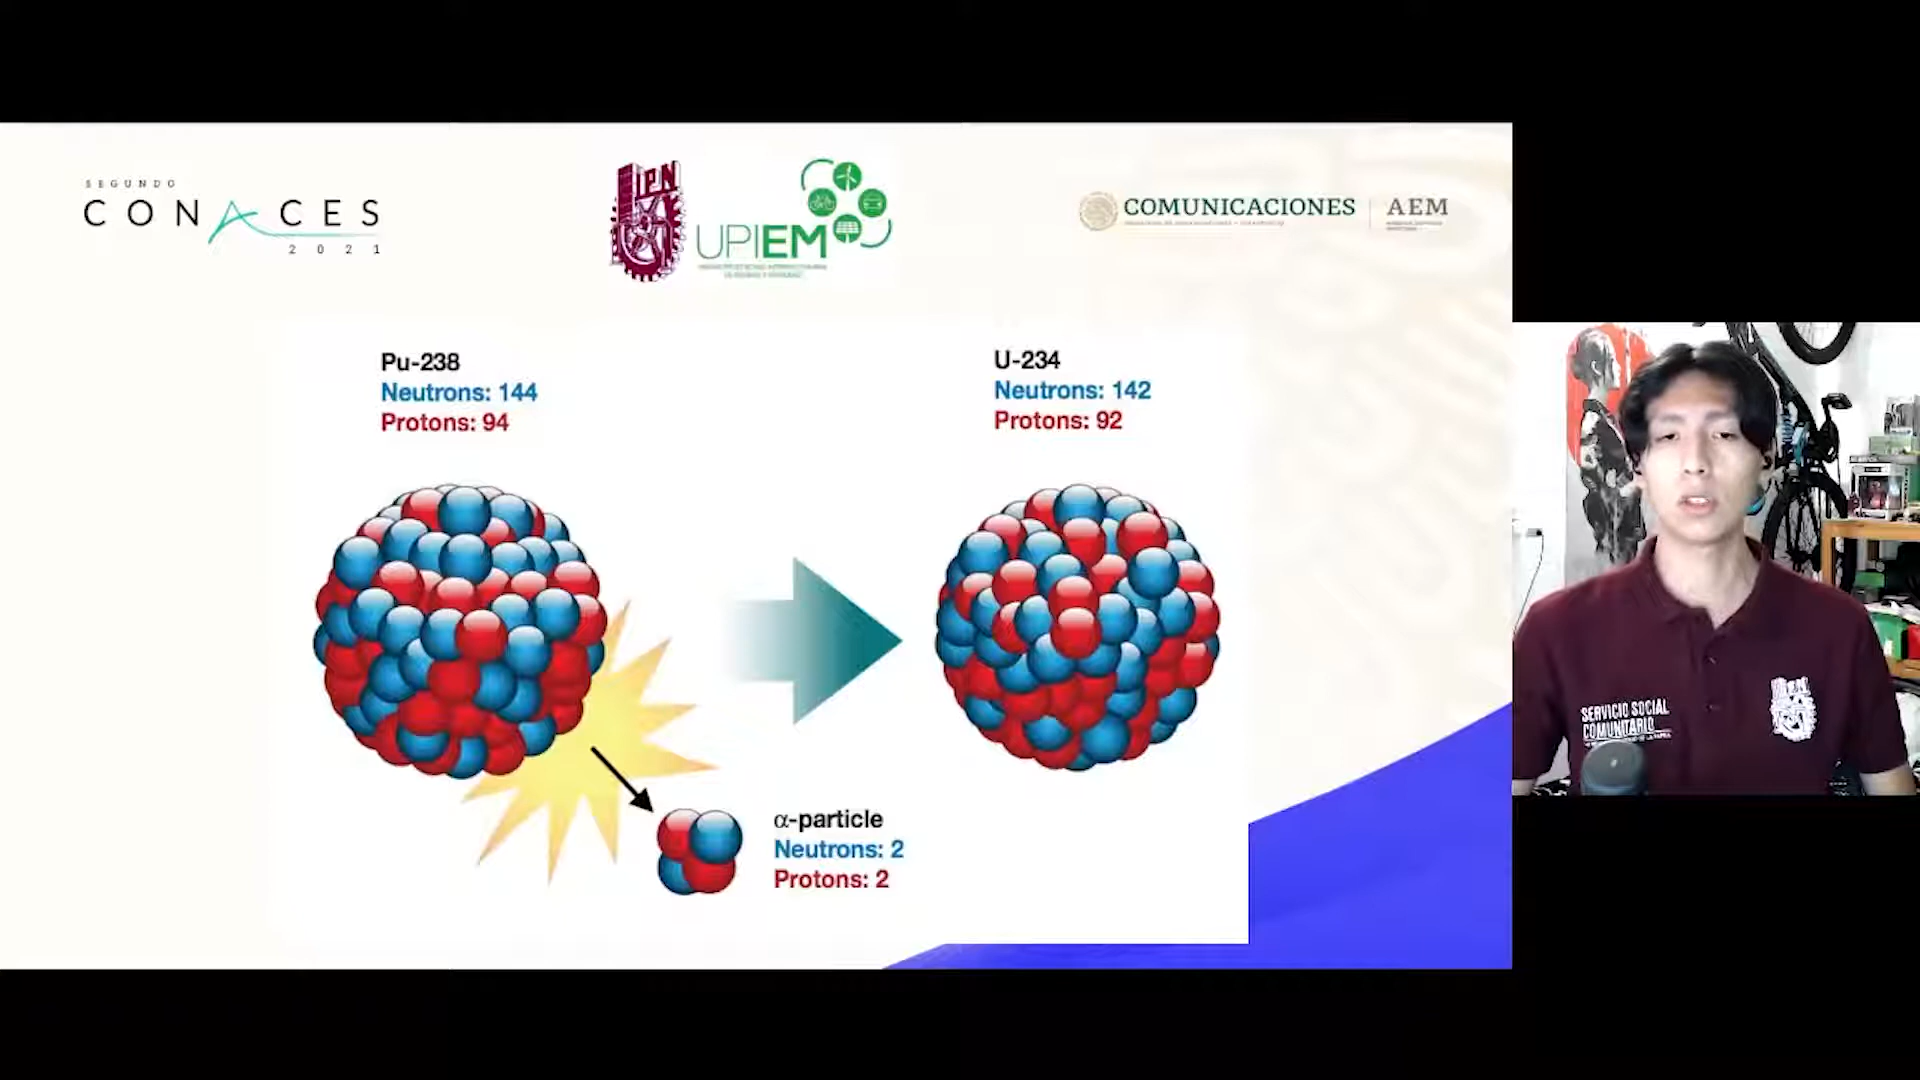 SEGUNDO
CONACES
2021
IPN
UPIEM
COMUNICACIONES
AEM
Pu-238
Neutrons: 144
Protons: 94
U-234
Neutrons: 142
Protons: 92
α-particle
Neutrons: 2
Protons: 2
SERVICIO SOCIAL
COMUNITARIO